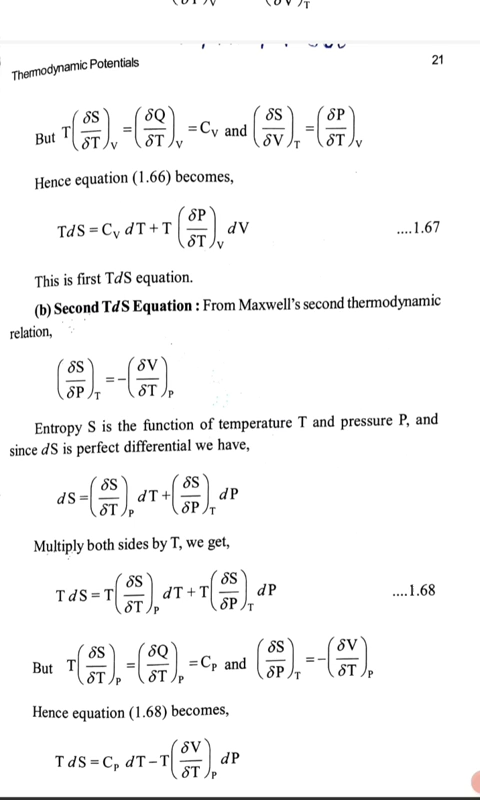 Thermodynamic Potentials 21
But T(δS/δT)_V = (δQ/δT)_V = C_V and (δS/δV)_T = (δP/δT)_V
Hence equation (1.66) becomes,
TdS = C_V dT + T (δP/δT)_V dV ....1.67
This is first TdS equation.
(b) Second TdS Equation : From Maxwell's second thermodynamic
relation,
(δS/δP)_T = -(δV/δT)_P
Entropy S is the function of temperature T and pressure P, and
since dS is perfect differential we have,
dS = (δS/δT)_P dT + (δS/δP)_T dP
Multiply both sides by T, we get,
T dS = T(δS/δT)_P dT + T(δS/δP)_T dP ....1.68
But T(δS/δT)_P = (δQ/δT)_P = C_P and (δS/δP)_T = -(δV/δT)_P
Hence equation (1.68) becomes,
T dS = C_P dT - T(δV/δT)_P dP